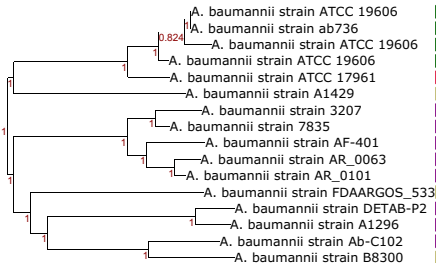 A. baumannii strain ATCC 19606
A. baumannii strain ab736
0.824
A. baumannii strain ATCC 19606
1
A. baumannii strain ATCC 19606
1
1
A. baumannii strain ATCC 17961
1
A. baumannii strain A1429
1
A. baumannii strain 3207
1
1
A. baumannii strain 7835
1
A. baumannii strain AF-401
1
A. baumannii strain AR_0063
1
1
A. baumannii strain AR_0101
A. baumannii strain FDAARGOS_533
1
A. baumannii strain DETAB-P2
1
A. baumannii strain A1296
1
A. baumannii strain Ab-C102
1
A. baumannii strain B8300